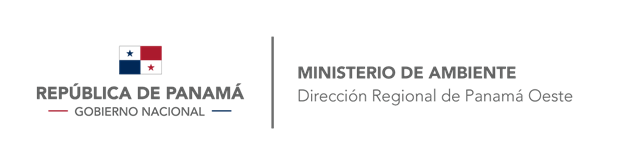 REPÚBLICA DE PANAMÁ
GOBIERNO NACIONAL
MINISTERIO DE AMBIENTE
Dirección Regional de Panamá Oeste